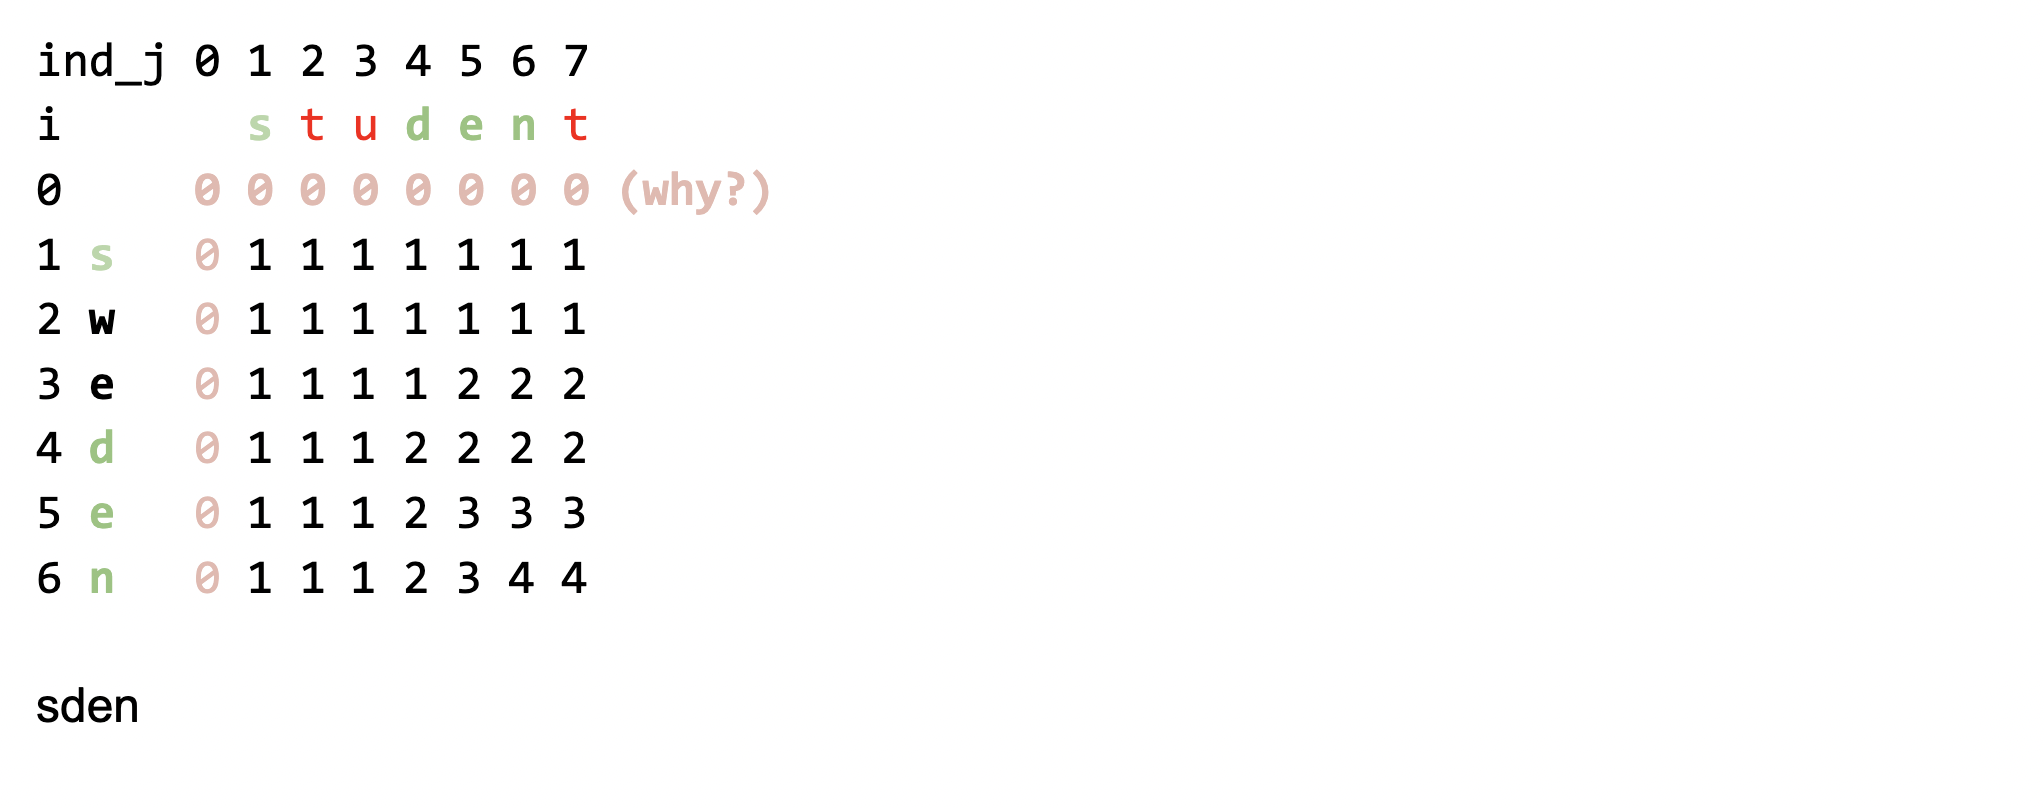 ind_j 0 1 2 3 4 5 6 7
i s t u d e n t
0 0 0 0 0 0 0 0 0 (why?)
1 s 0 1 1 1 1 1 1 1
2 w 0 1 1 1 1 1 1 1
3 e 0 1 1 1 1 2 2 2
4 d 0 1 1 1 2 2 2 2
5 e 0 1 1 1 2 3 3 3
6 n 0 1 1 1 2 3 4 4
sden